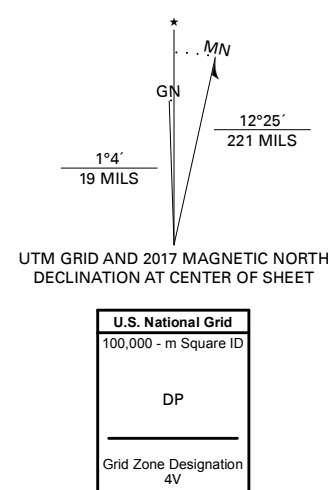 ★
MN
GN
12°25´
221 MILS
1°4´
19 MILS
UTM GRID AND 2017 MAGNETIC NORTH
DECLINATION AT CENTER OF SHEET
U.S. National Grid
100,000 - m Square ID
DP
Grid Zone Designation
4V